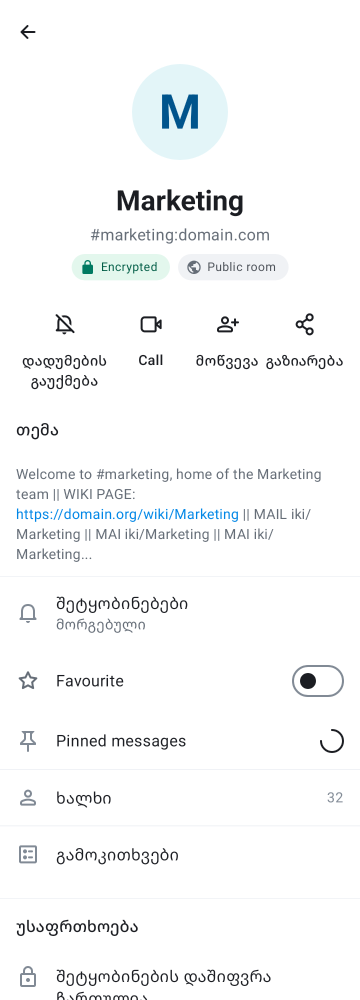 M
Marketing
#marketing:domain.com
Encrypted
Public room
დადუმების გაუქმება
Call
მოწვევა
გაზიარება
თემა
Welcome to #marketing, home of the Marketing
team || WIKI PAGE:
https://domain.org/wiki/Marketing || MAIL iki/
Marketing || MAI iki/Marketing || MAI iki/
Marketing...
შეტყობინებები
მორგებული
Favourite
Pinned messages
ხალხი
32
გამოკითხვები
უსაფრთხოება
შეტყობინების დაშიფვრა
ჩართულია